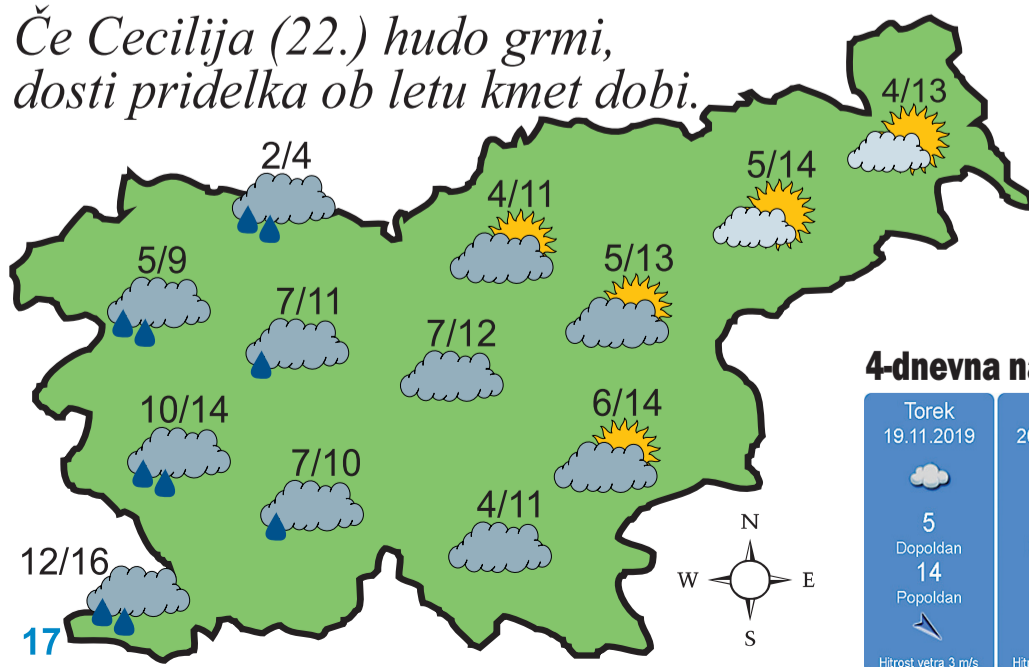 Če Cecilija (22.) hudo grmi,
dosti pridelka ob letu kmet dobi.
4/13
2/4
5/14
4/11
5/9
5/13
7/11
7/12
10/14
6/14
7/10
4/11
12/16
17
N
W E
S
4-dnevna na
Torek
19.11.2019
5
Dopoldan
14
Popoldan
Hitrost vetra 3 m/s
20
Hit